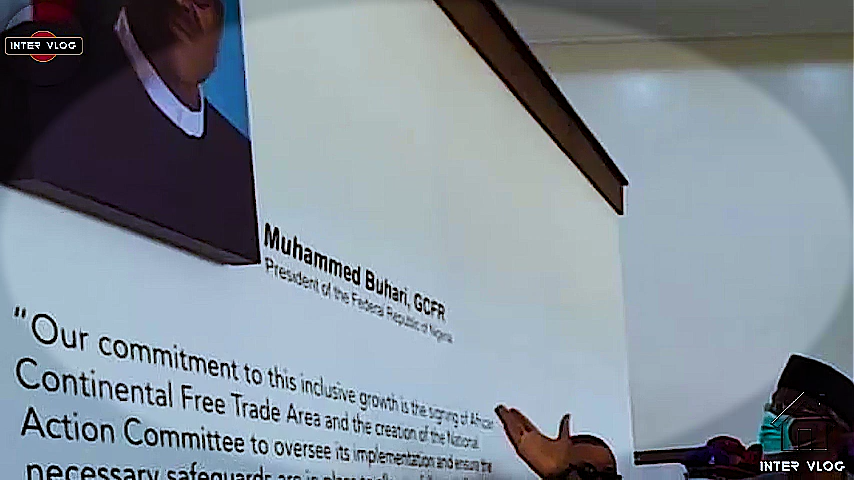 INTER VLOG
Muhammed Buhari, GCFR
President of the Federal Republic of Nigeria
"Our commitment to this inclusive growth is the signing of African
Continental Free Trade Area and the creation of the National
Action Committee to oversee its implementation and ensure the
necessary safeguards are in place
INTER VLOG